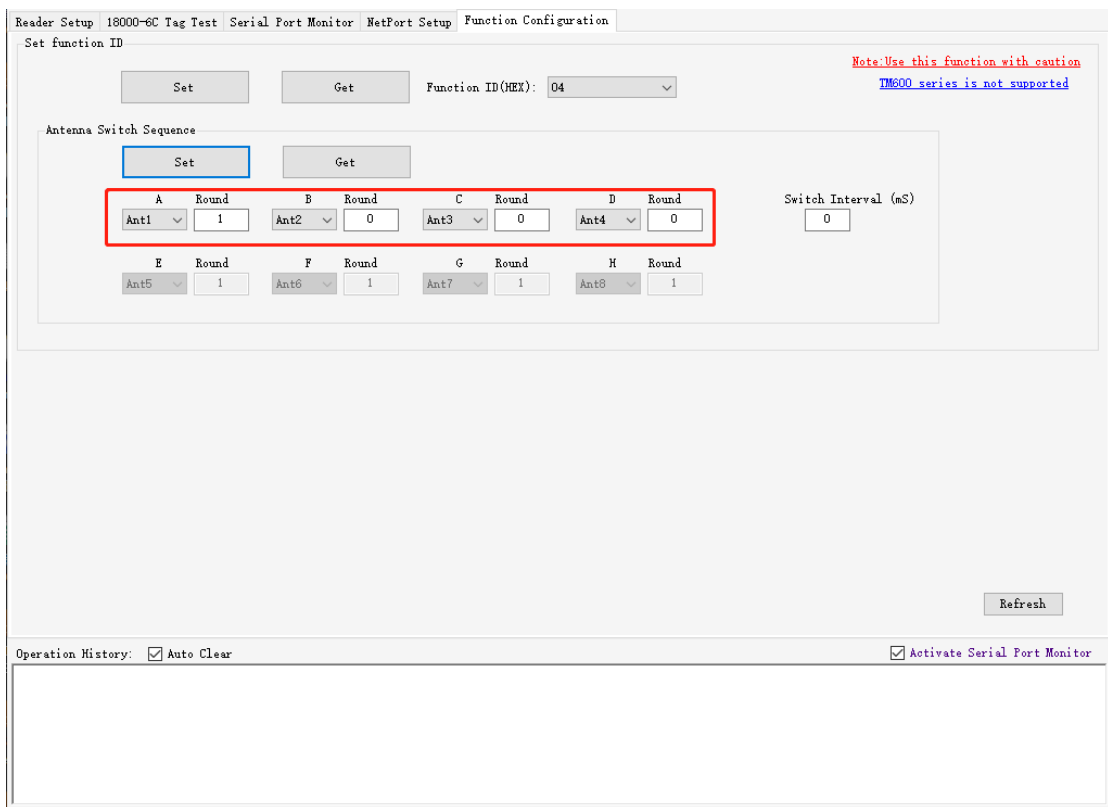 Reader Setup 18000-6C Tag Test Serial Port Monitor NetPort Setup Function Configuration
Set function ID
Note:Use this function with caution
Set Get Function ID(HEX): 04 TM600 series is not supported
Antenna Switch Sequence
Set Get
A Round B Round C Round D Round Switch Interval (mS)
Ant1 1 Ant2 0 Ant3 0 Ant4 0 0
E Round F Round G Round H Round
Ant5 1 Ant6 1 Ant7 1 Ant8 1
Refresh
Operation History: Auto Clear Activate Serial Port Monitor